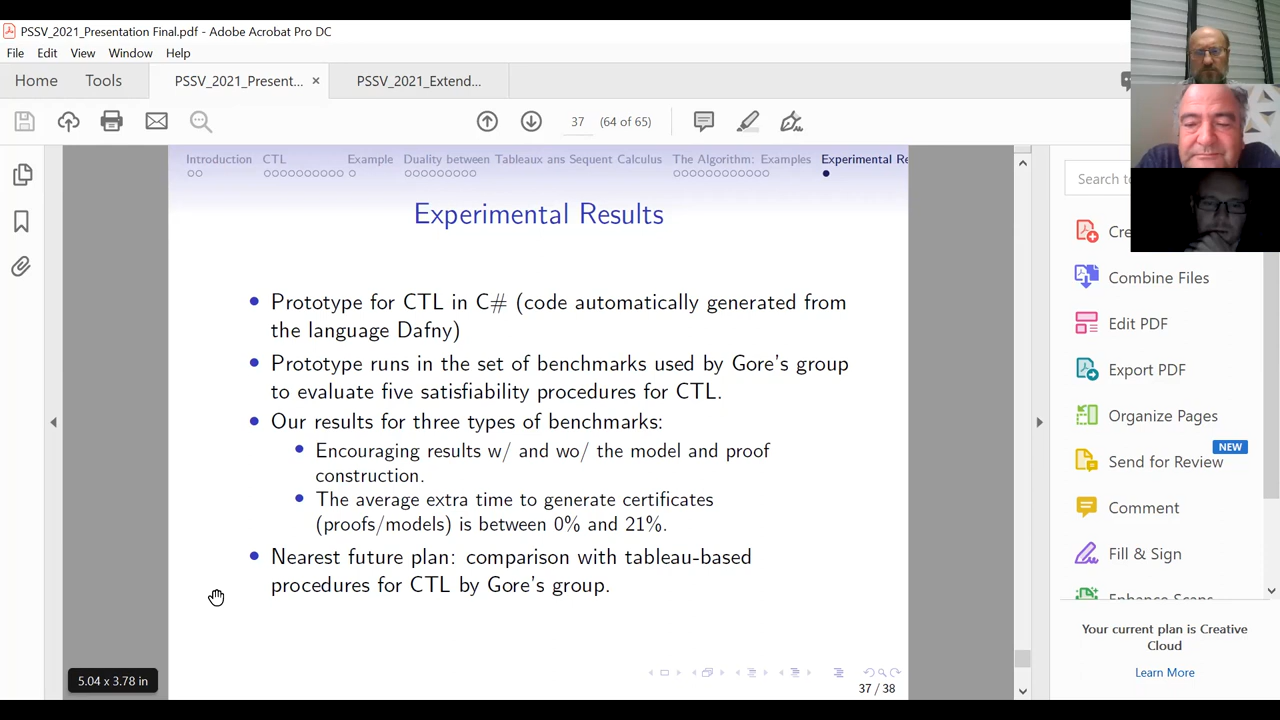 PSSV_2021_Presentation Final.pdf - Adobe Acrobat Pro DC
File Edit View Window Help
Home Tools PSSV_2021_Present... × PSSV_2021_Extend...
37 (64 of 65)
Introduction CTL Example Duality between Tableaux ans Sequent Calculus The Algorithm: Examples Experimental Re
Experimental Results
Prototype for CTL in C# (code automatically generated from
the language Dafny)
Prototype runs in the set of benchmarks used by Gore's group
to evaluate five satisfiability procedures for CTL.
Our results for three types of benchmarks:
Encouraging results w/ and wo/ the model and proof
construction.
The average extra time to generate certificates
(proofs/models) is between 0% and 21%.
Nearest future plan: comparison with tableau-based
procedures for CTL by Gore's group.
37 / 38
5.04 x 3.78 in
Search to
Cre
Combine Files
Edit PDF
Export PDF
Organize Pages
NEW
Send for Review
Comment
Fill & Sign
Enhance Scans
Your current plan is Creative
Cloud
Learn More